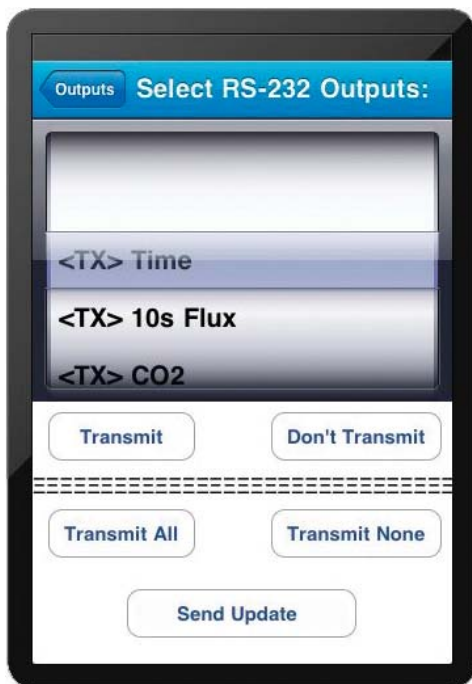 Outputs Select RS-232 Outputs:
<TX> Time
<TX> 10s Flux
<TX> CO2
Transmit Don't Transmit
================================
Transmit All Transmit None
Send Update